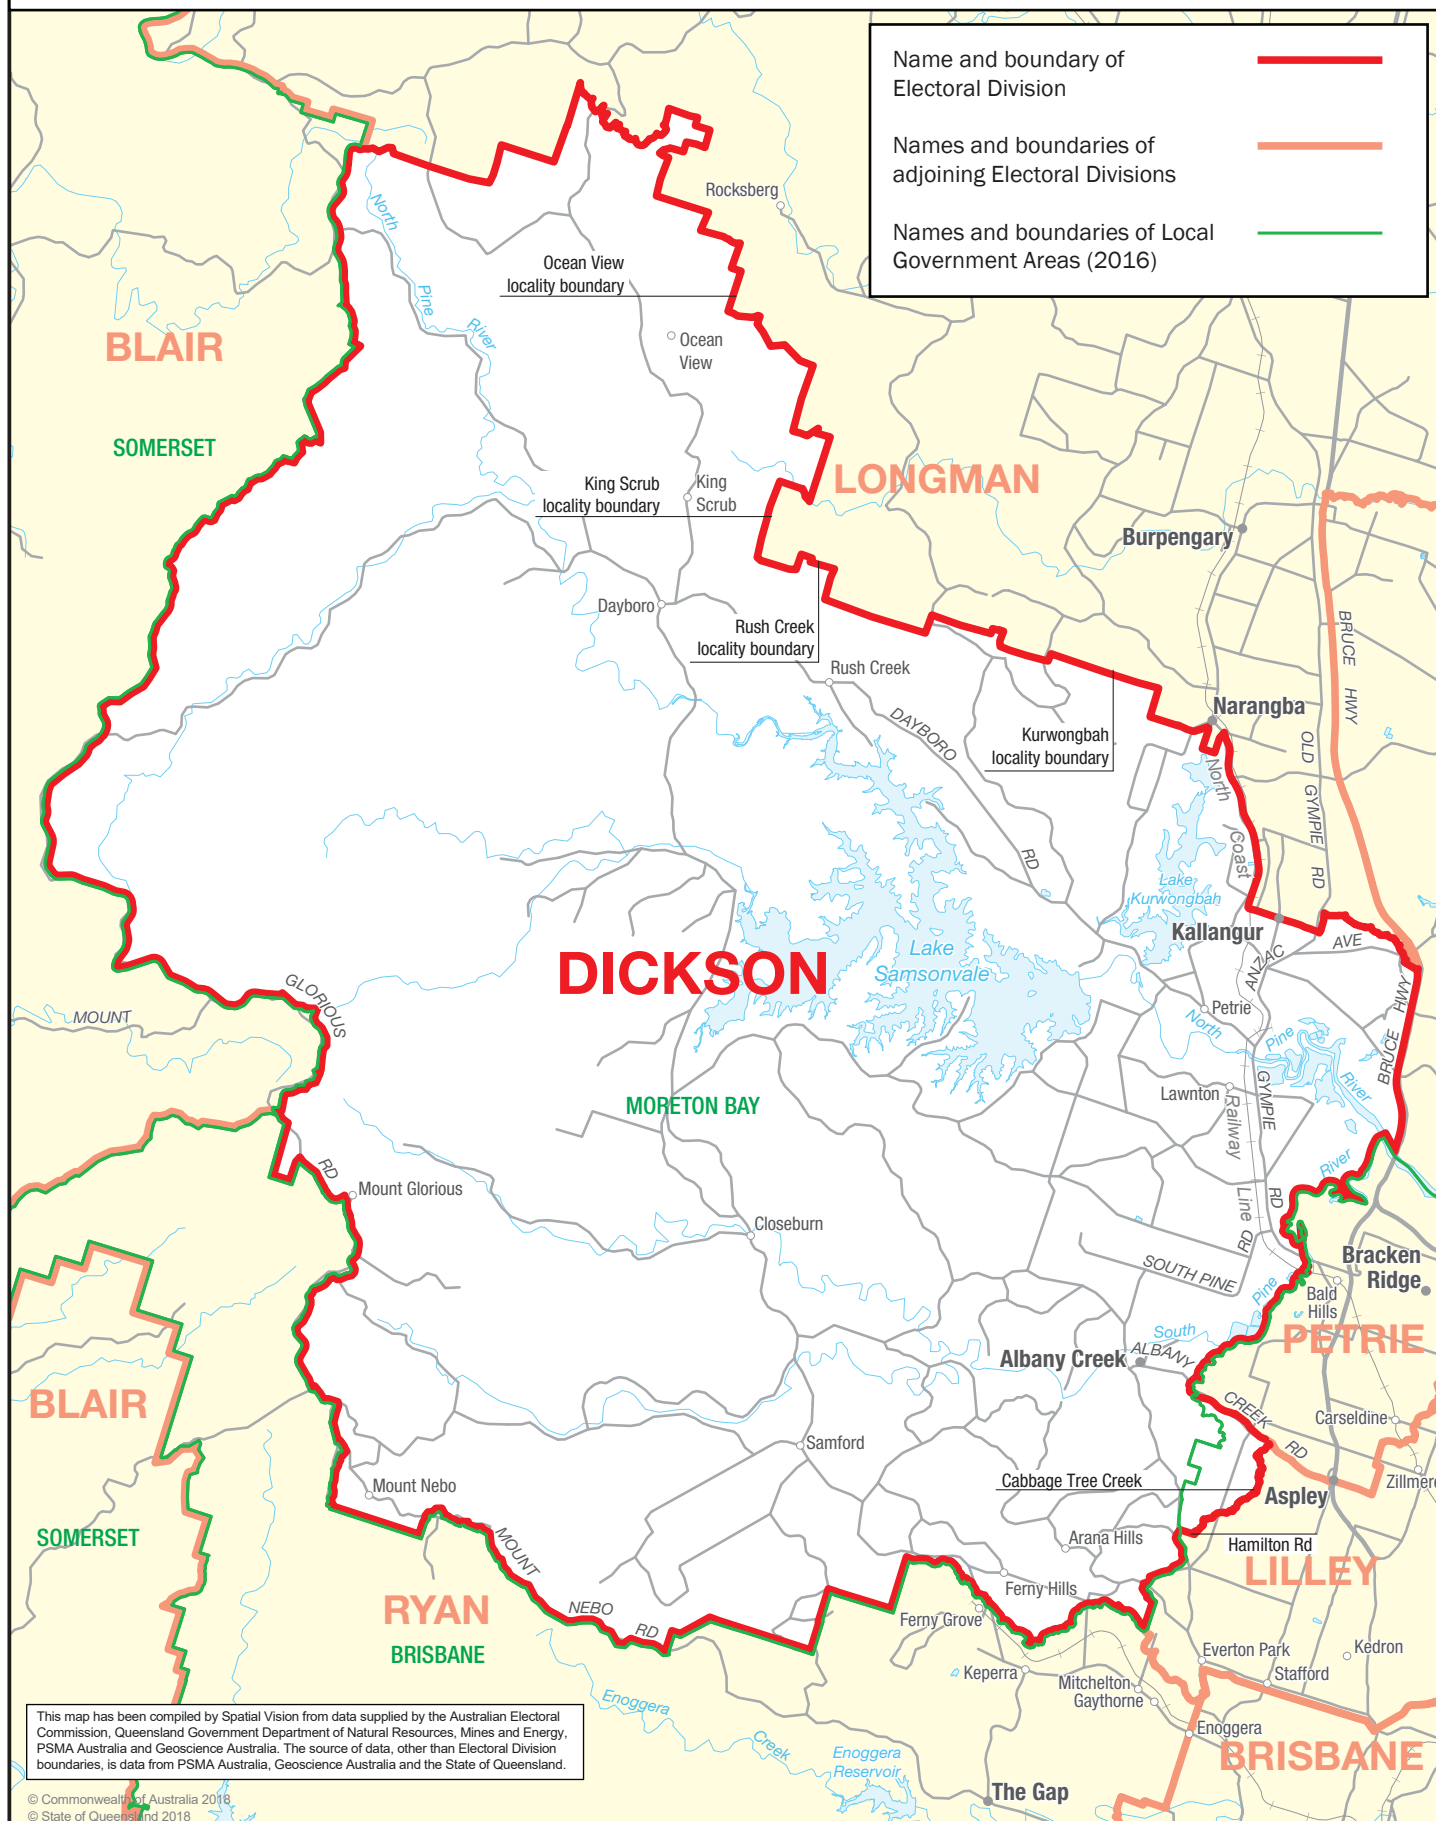 Name and boundary of
Electoral Division
Names and boundaries of
adjoining Electoral Divisions
Names and boundaries of Local
Government Areas (2016)
Rocksberg
North
Pine
River
Ocean View
locality boundary
Ocean
View
BLAIR
SOMERSET
LONGMAN
King Scrub
locality boundary
King
Scrub
Burpengary
Dayboro
Rush Creek
locality boundary
Rush Creek
BRUCE
HWY
DAYBORO
RD
Kurwongbah
locality boundary
Narangba
OLD
GYMPIE
RD
North
Coast
Lake
Kurwongbah
Kallangur
ANZAC
AVE
DICKSON
Lake
Samsonvale
GLORIOUS
MOUNT
Petrie
North
Pine
River
BRUCE
HWY
MORETON BAY
Lawnton
Railway
GYMPIE
RD
Mount Glorious
Line
RD
River
Closeburn
SOUTH PINE
RD
Bracken
Ridge
Bald
Hills
Pine
South
PETRIE
Albany Creek
ALBANY
CREEK
RD
BLAIR
Carseldine
Samford
Zillmere
Mount Nebo
Cabbage Tree Creek
Aspley
SOMERSET
MOUNT
NEBO
RD
Arana Hills
Hamilton Rd
LILLEY
Ferny Hills
RYAN
BRISBANE
Ferny Grove
Everton Park
Kedron
Keperra
Stafford
Mitchelton
Gaythorne
Enoggera
Creek
Enoggera
Reservoir
Enoggera
BRISBANE
The Gap
This map has been compiled by Spatial Vision from data supplied by the Australian Electoral
Commission, Queensland Government Department of Natural Resources, Mines and Energy,
PSMA Australia and Geoscience Australia. The source of data, other than Electoral Division
boundaries, is data from PSMA Australia, Geoscience Australia and the State of Queensland.
© Commonwealth of Australia 2018
© State of Queensland 2018